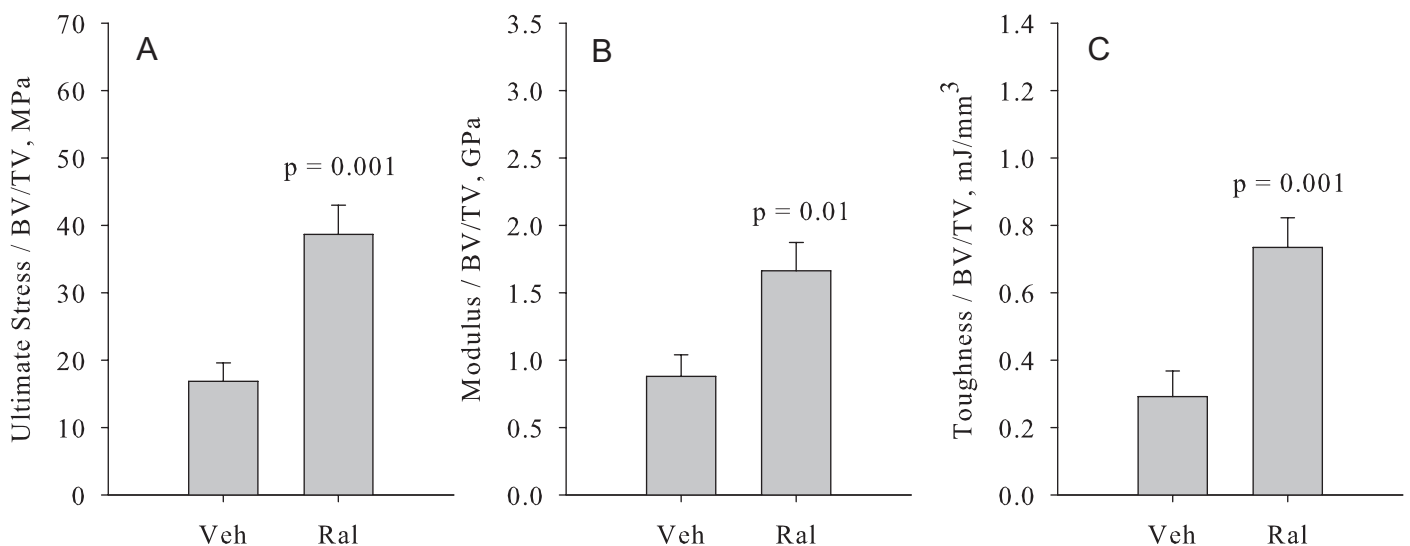 A
Ultimate Stress / BV/TV, MPa
70
60
50
40
30
20
10
0
p = 0.001
Veh Ral
B
Modulus / BV/TV, GPa
3.5
3.0
2.5
2.0
1.5
1.0
0.5
0.0
p = 0.01
Veh Ral
C
Toughness / BV/TV, mJ/mm³
1.4
1.2
1.0
0.8
0.6
0.4
0.2
0.0
p = 0.001
Veh Ral